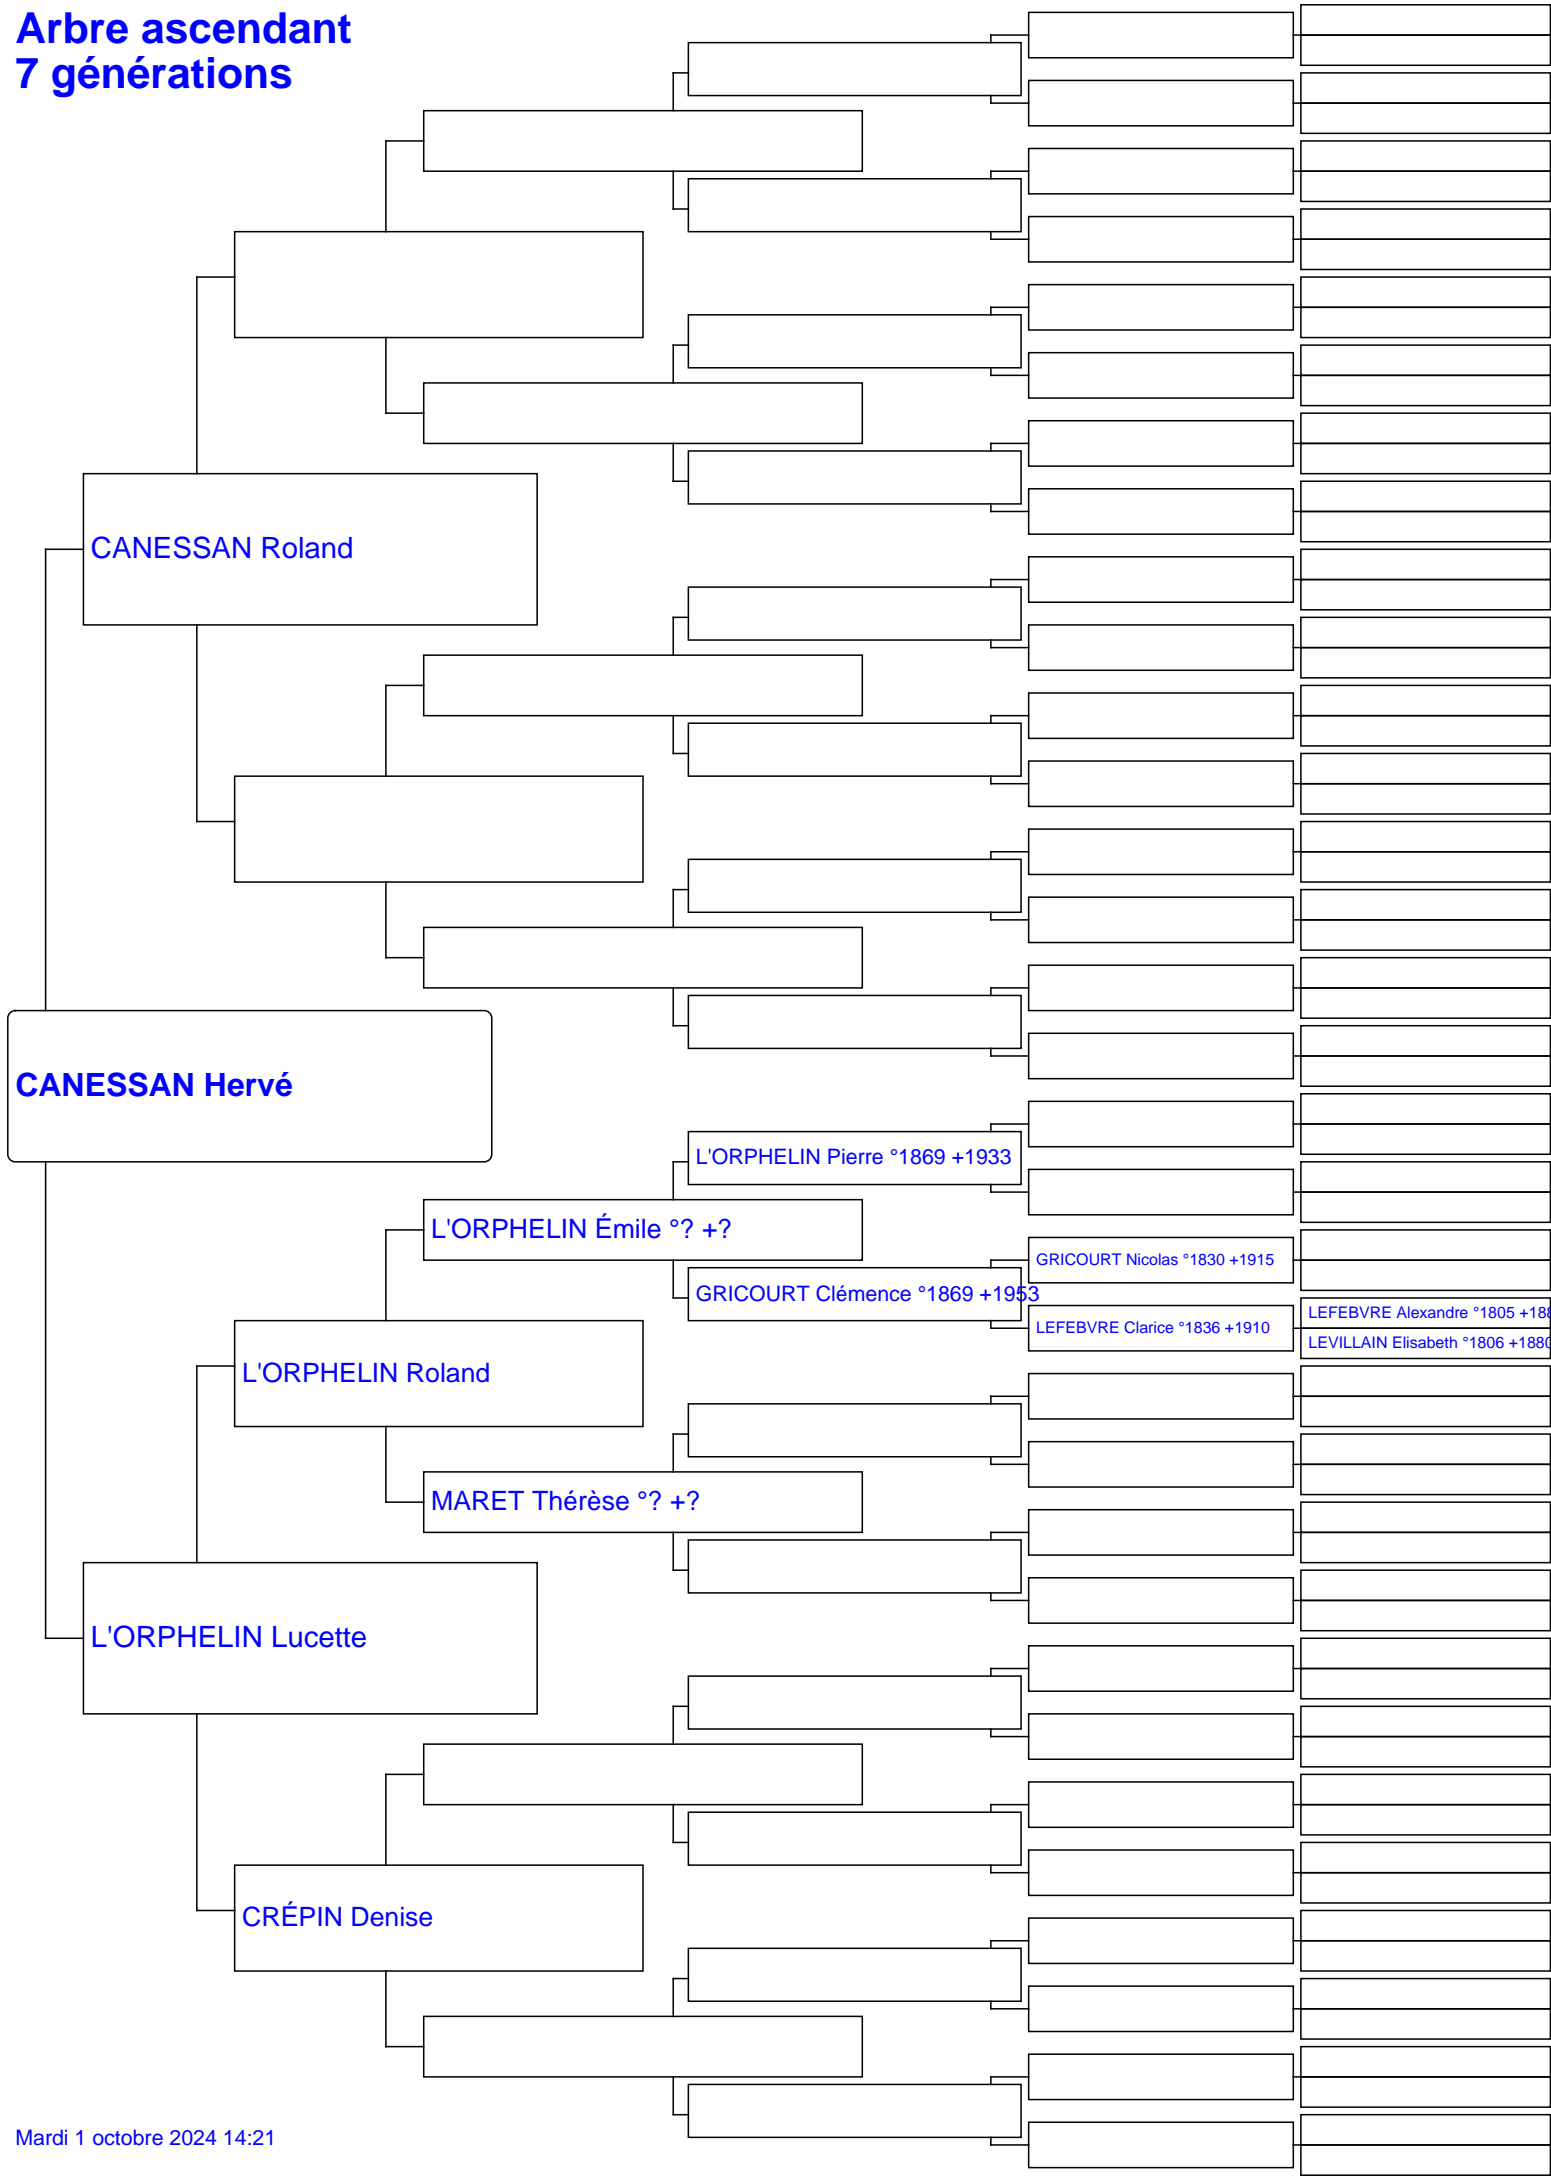 Arbre ascendant
7 générations
CANESSAN Roland
CANESSAN Hervé
L'ORPHELIN Pierre °1869 +1933
L'ORPHELIN Émile °? +?
GRICOURT Nicolas °1830 +1915
GRICOURT Clémence °1869 +1953
LEFEBVRE Alexandre °1805 +188
LEFEBVRE Clarice °1836 +1910
LEVILLAIN Elisabeth °1806 +1880
L'ORPHELIN Roland
MARET Thérèse °? +?
L'ORPHELIN Lucette
CRÉPIN Denise
Mardi 1 octobre 2024 14:21